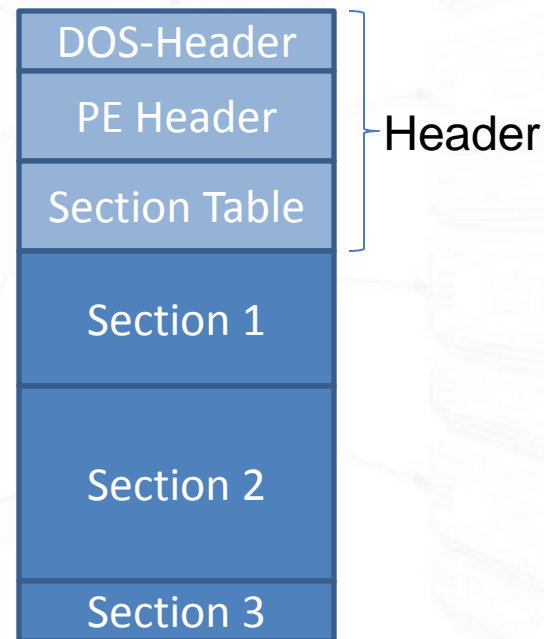 DOS-Header
PE Header
Header
Section Table
Section 1
Section 2
Section 3